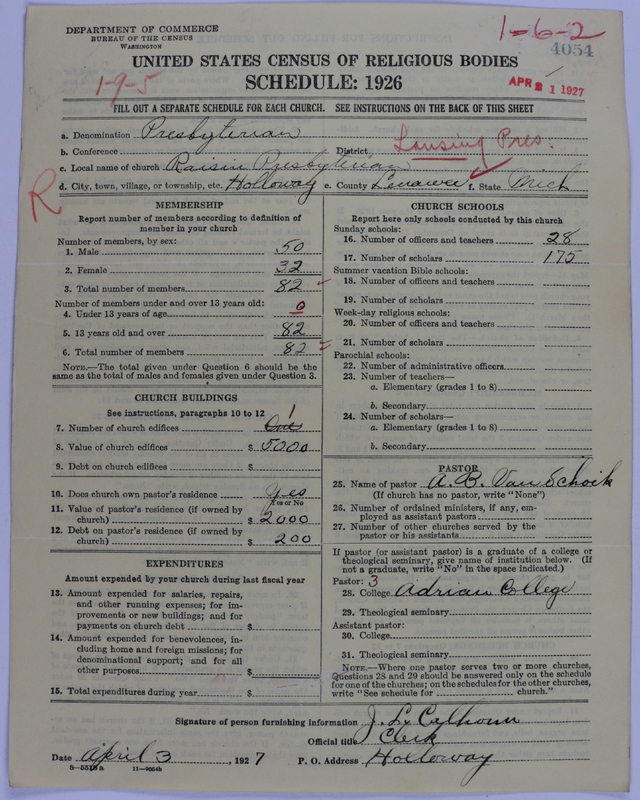 DEPARTMENT OF COMMERCE
BUREAU OF THE CENSUS
WASHINGTON
1-6-2
4054
UNITED STATES CENSUS OF RELIGIOUS BODIES
1-9-5
SCHEDULE: 1926
APR 21 1927
FILL OUT A SEPARATE SCHEDULE FOR EACH CHURCH. SEE INSTRUCTIONS ON THE BACK OF THIS SHEET
a. Denomination Presbyterian
b. Conference District Lansing Pres.
c. Local name of church Raisin Presbyterian
d. City, town, village, or township, etc. Holloway e. County Lenawee f. State Mich
R
MEMBERSHIP
Report number of members according to definition of
member in your church
Number of members, by sex:
1. Male 50
2. Female 32
3. Total number of members 82
Number of members under and over 13 years old:
4. Under 13 years of age 0
5. 13 years old and over 82
6. Total number of members 82
NOTE.—The total given under Question 6 should be
same as the total of males and females given under Question 3.
CHURCH BUILDINGS
See instructions, paragraphs 10 to 12
1
7. Number of church edifices One
8. Value of church edifices $ 5000
9. Debt on church edifices $
10. Does church own pastor's residence yes
Yes or No
11. Value of pastor's residence (if owned by
church) $ 2000
12. Debt on pastor's residence (if owned by
church) 200
EXPENDITURES
Amount expended by your church during last fiscal year
13. Amount expended for salaries, repairs,
and other running expenses; for im-
provements or new buildings; and for
payments on church debt $
14. Amount expended for benevolences, in-
cluding home and foreign missions; for
denominational support; and for all
other purposes $
15. Total expenditures during year $
CHURCH SCHOOLS
Report here only schools conducted by this church
Sunday schools:
16. Number of officers and teachers 28
17. Number of scholars 175
Summer vacation Bible schools:
18. Number of officers and teachers
19. Number of scholars
Week-day religious schools:
20. Number of officers and teachers
21. Number of scholars
Parochial schools:
22. Number of administrative officers
23. Number of teachers—
a. Elementary (grades 1 to 8)
b. Secondary
24. Number of scholars—
a. Elementary (grades 1 to 8)
b. Secondary
PASTOR
25. Name of pastor A. B. Van Schoik
(If church has no pastor, write "None")
26. Number of ordained ministers, if any, em-
ployed as assistant pastors
27. Number of other churches served by the
pastor or his assistants
If pastor (or assistant pastor) is a graduate of a college or
theological seminary, give name of institution below. (If
not a graduate, write "No" in the space indicated.)
Pastor: 3
28. College Adrian College
29. Theological seminary
Assistant pastor:
30. College
31. Theological seminary
NOTE.—Where one pastor serves two or more churches,
Questions 28 and 29 should be answered only on the schedule
for one of the churches; on the schedules for the other churches,
write "See schedule for church."
Signature of person furnishing information J. L. Calhoun
Official title Clerk
Date April 3, 1927 P. O. Address Holloway
8—5518a 11—9054b